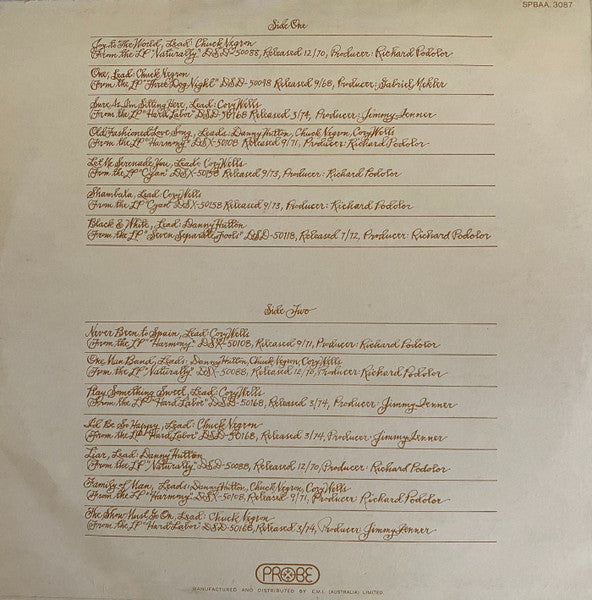 SPBAA. 3087
Side One
Joy to The World, Lead: Chuck Negron
(From the LP "Naturally" DSD-50088, Released 12/70, Producer: Richard Podolor
One, Lead: Chuck Negron
(From the LP "Three Dog Night" DSD-50048 Released 9/68, Producer: Gabriel Mekler
Sure As I'm Sitting Here, Lead: Cory Wells
(From the LP "Hard Labor" DSD-50168 Released 3/74, Producer: Jimmy Ienner
Old Fashioned Love Song, Leads: Danny Hutton, Chuck Negron, Cory Wells
(From the LP "Harmony" DSX-50108 Released 9/71, Producer: Richard Podolor
Let Me Serenade You, Lead: Cory Wells
(From the LP "Cyan" DSX-50158 Released 9/73, Producer: Richard Podolor
Shambala, Lead: Cory Wells
(From the LP "Cyan" DSX-50158 Released 9/73, Producer: Richard Podolor
Black & White, Lead: Danny Hutton
(From the LP "Seven Separate Fools" DSD-50118, Released 7/72, Producer: Richard Podolor
Side Two
Never Been to Spain, Lead: Cory Wells
(From the LP "Harmony" DSX-50108, Released 9/71, Producer: Richard Podolor
One Man Band, Leads: Danny Hutton, Chuck Negron, Cory Wells
(From the LP "Naturally" DSX-50088, Released 12/70, Producer: Richard Podolor
Play Something Sweet, Lead: Cory Wells
(From the LP "Hard Labor" DSD-50168, Released 3/74, Producer: Jimmy Ienner
I'd Be So Happy, Lead: Chuck Negron
(From the LP "Hard Labor" DSD-50168, Released 3/74, Producer: Jimmy Ienner
Liar, Lead: Danny Hutton
(From the LP "Naturally" DSD-50088, Released 12/70, Producer: Richard Podolor
Family of Man, Leads: Danny Hutton, Chuck Negron, Cory Wells
(From the LP "Harmony" DSX-50108, Released 9/71, Producer: Richard Podolor
The Show Must Go On, Lead: Chuck Negron
(From the LP "Hard Labor" DSD-50168, Released 3/74, Producer: Jimmy Ienner
PROBE
MANUFACTURED AND DISTRIBUTED BY E.M.I. (AUSTRALIA) LIMITED.